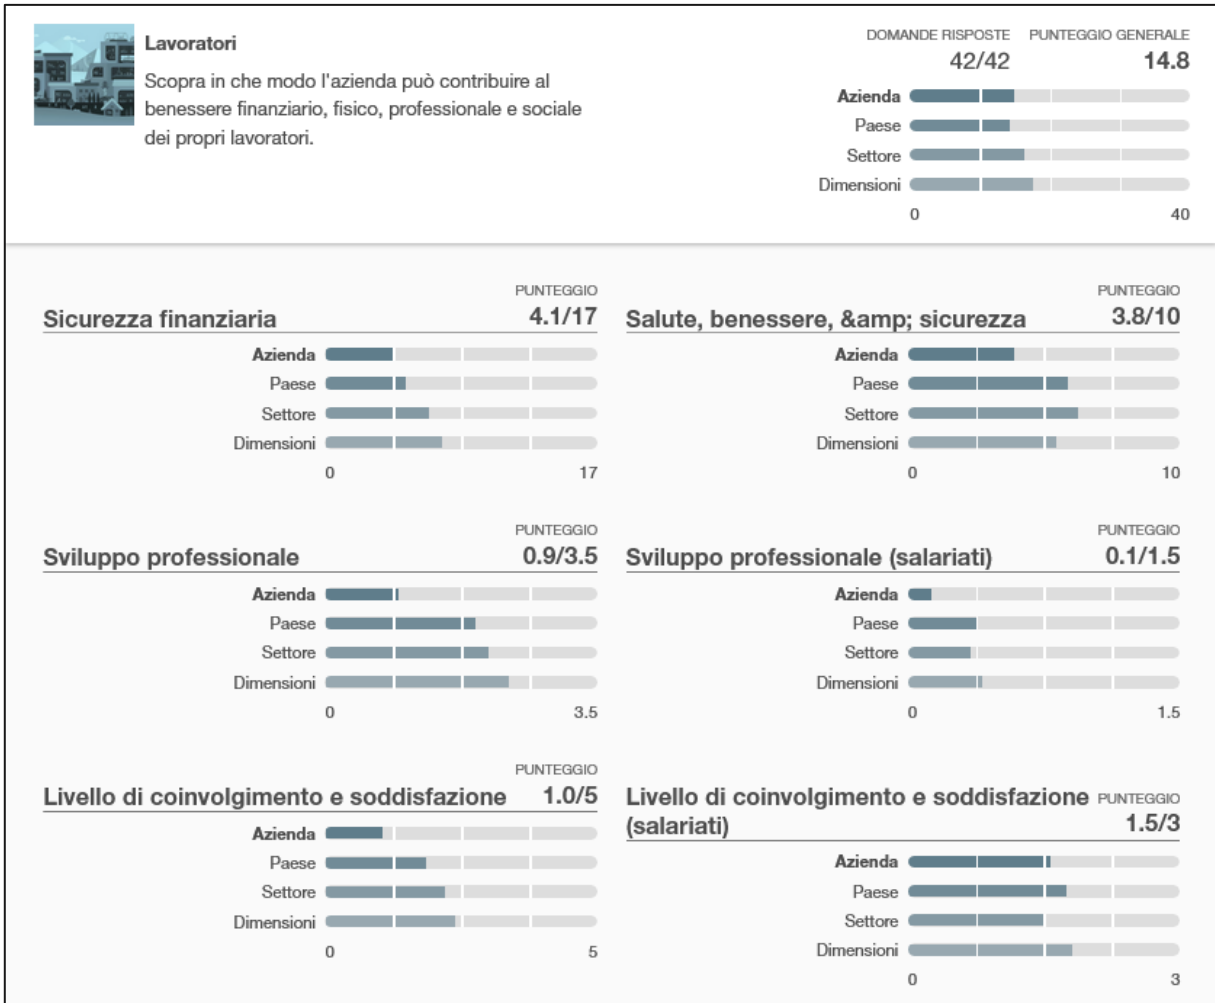 Lavoratori
Scopra in che modo l'azienda può contribuire al
benessere finanziario, fisico, professionale e sociale
dei propri lavoratori.
DOMANDE RISPOSTE PUNTEGGIO GENERALE
42/42 14.8
Azienda
Paese
Settore
Dimensioni
0 40
PUNTEGGIO
Sicurezza finanziaria 4.1/17
Azienda
Paese
Settore
Dimensioni
0 17
PUNTEGGIO
Salute, benessere, &amp; sicurezza 3.8/10
Azienda
Paese
Settore
Dimensioni
0 10
PUNTEGGIO
Sviluppo professionale 0.9/3.5
Azienda
Paese
Settore
Dimensioni
0 3.5
PUNTEGGIO
Sviluppo professionale (salariati) 0.1/1.5
Azienda
Paese
Settore
Dimensioni
0 1.5
PUNTEGGIO
Livello di coinvolgimento e soddisfazione 1.0/5
Azienda
Paese
Settore
Dimensioni
0 5
Livello di coinvolgimento e soddisfazione PUNTEGGIO
(salariati) 1.5/3
Azienda
Paese
Settore
Dimensioni
0 3